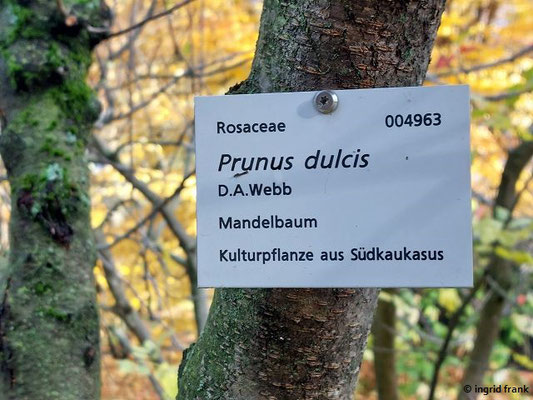 Rosaceae 004963
Prunus dulcis
D.A.Webb
Mandelbaum
Kulturpflanze aus Südkaukasus
© ingrid frank